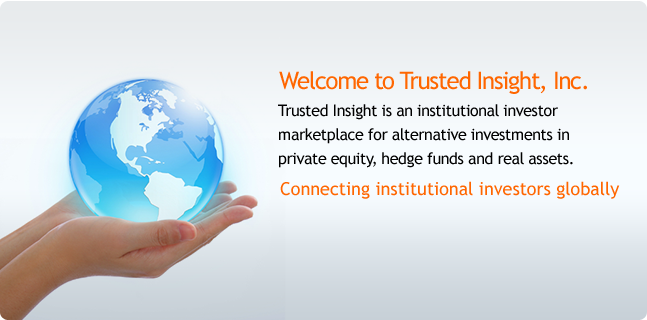 Welcome to Trusted Insight, Inc.
Trusted Insight is an institutional investor
marketplace for alternative investments in
private equity, hedge funds and real assets.
Connecting institutional investors globally